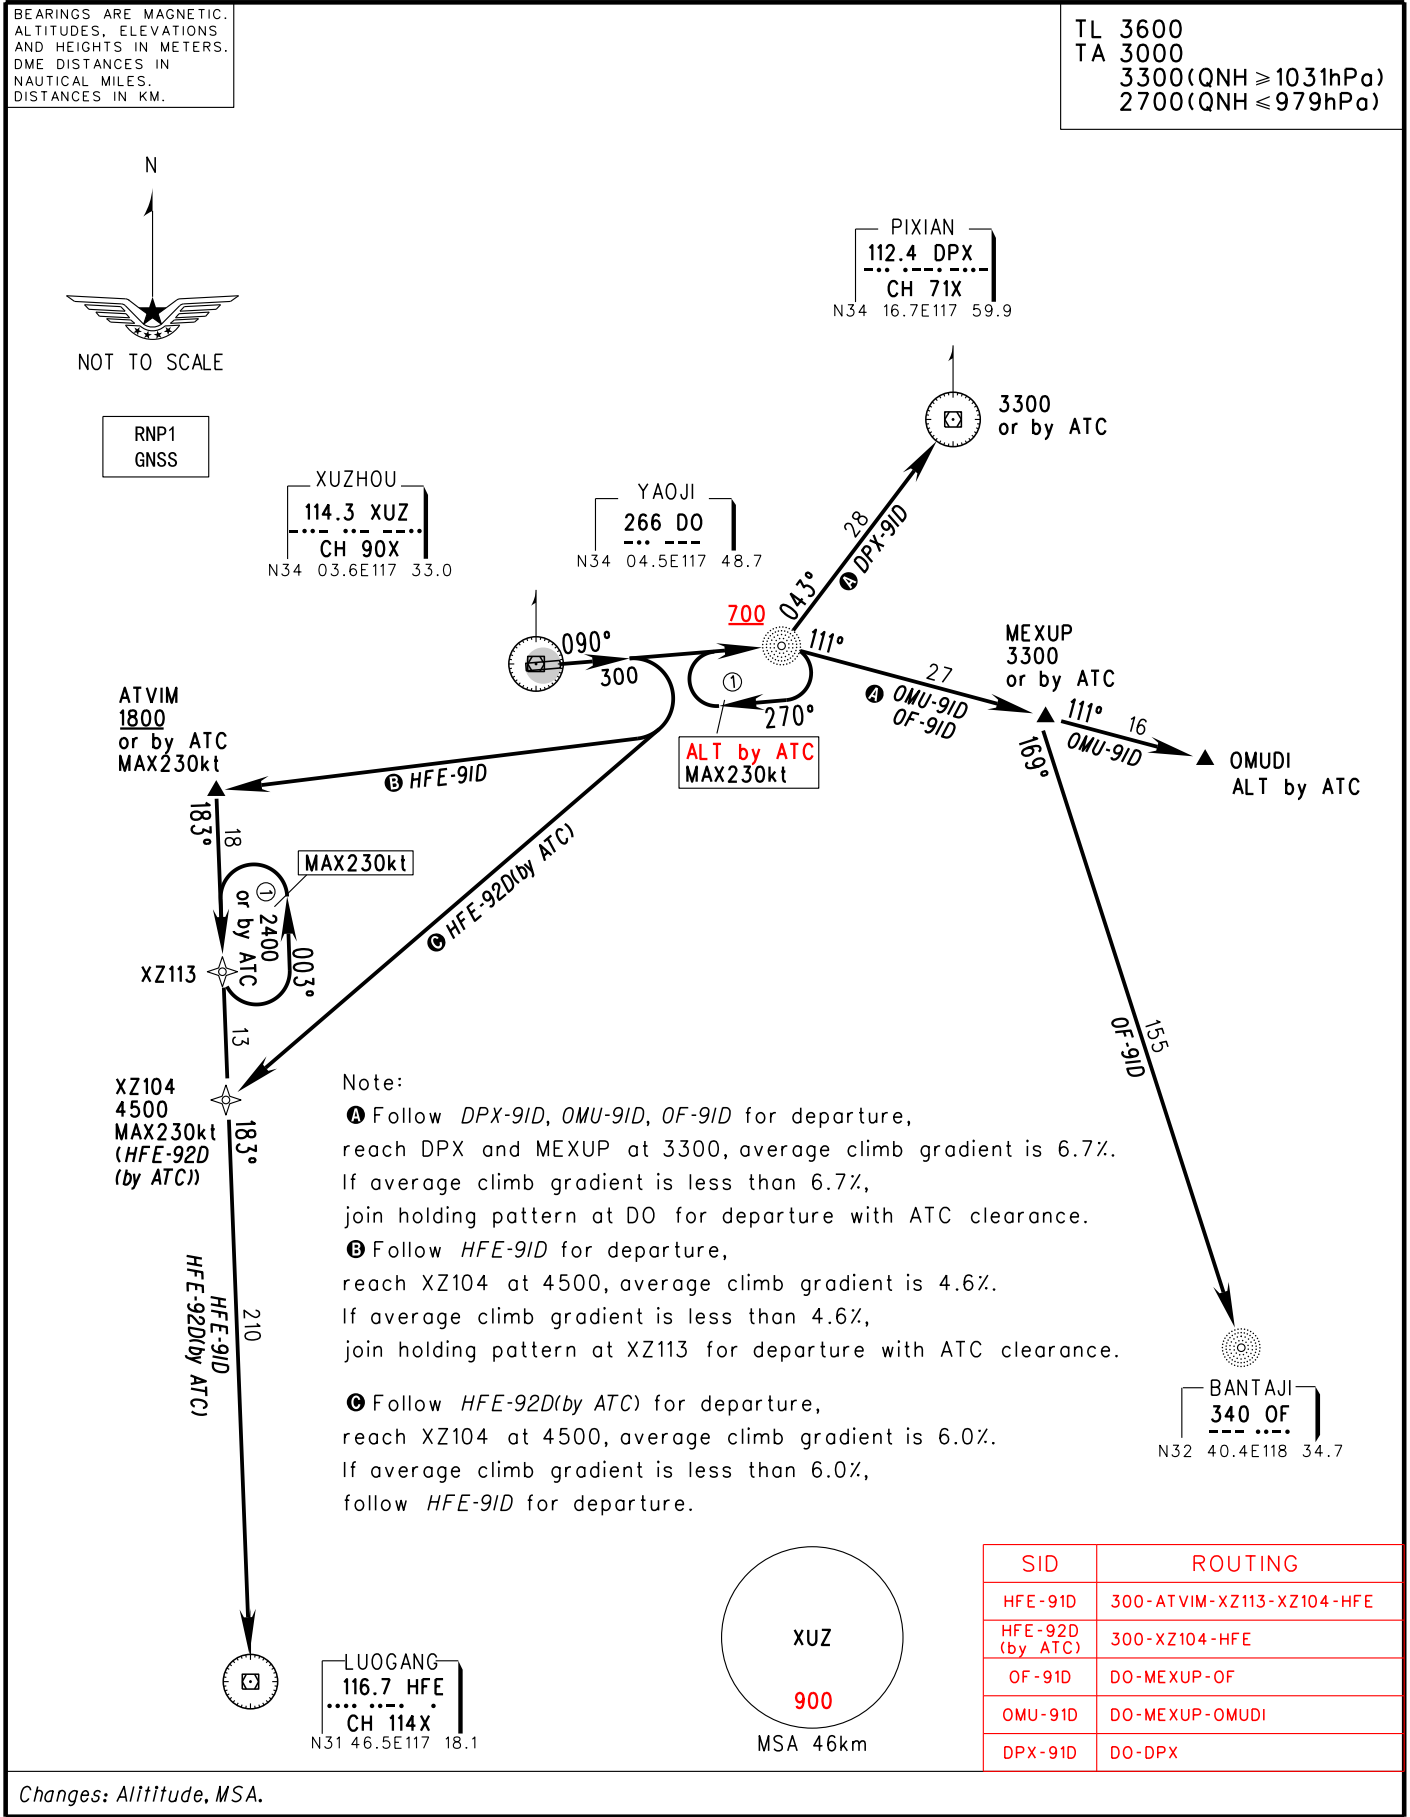 BEARINGS ARE MAGNETIC.
ALTITUDES, ELEVATIONS
AND HEIGHTS IN METERS.
DME DISTANCES IN
NAUTICAL MILES.
DISTANCES IN KM.
TL 3600
TA 3000
3300(QNH ≥1031hPa)
2700(QNH ≤979hPa)
N
NOT TO SCALE
RNP1
GNSS
PIXIAN
112.4 DPX
CH 71X
N34 16.7E117 59.9
3300
or by ATC
XUZHOU
114.3 XUZ
CH 90X
N34 03.6E117 33.0
YAOJI
266 DO
N34 04.5E117 48.7
28
A DPX-91D
043°
700
090°
300
111°
1
270°
ALT by ATC
MAX230kt
27
A OMU-91D
OF-91D
MEXUP
3300
or by ATC
111°
16
OMU-91D
169°
OMUDI
ALT by ATC
ATVIM
1800
or by ATC
MAX230kt
B HFE-91D
183°
18
MAX230kt
1 2400
or by ATC
003°
XZ113
C HFE-92D(by ATC)
13
XZ104
4500
MAX230kt
(HFE-92D
(by ATC))
183°
155
OF-91D
Note:
A Follow DPX-91D, OMU-91D, OF-91D for departure,
reach DPX and MEXUP at 3300, average climb gradient is 6.7%.
If average climb gradient is less than 6.7%,
join holding pattern at DO for departure with ATC clearance.
B Follow HFE-91D for departure,
reach XZ104 at 4500, average climb gradient is 4.6%.
If average climb gradient is less than 4.6%,
join holding pattern at XZ113 for departure with ATC clearance.
C Follow HFE-92D(by ATC) for departure,
reach XZ104 at 4500, average climb gradient is 6.0%.
If average climb gradient is less than 6.0%,
follow HFE-91D for departure.
210
HFE-91D
HFE-92D(by ATC)
BANTAJI
340 OF
N32 40.4E118 34.7
LUOGANG
116.7 HFE
CH 114X
N31 46.5E117 18.1
XUZ
900
MSA 46km
SID ROUTING
HFE-91D 300-ATVIM-XZ113-XZ104-HFE
HFE-92D
(by ATC) 300-XZ104-HFE
OF-91D DO-MEXUP-OF
OMU-91D DO-MEXUP-OMUDI
DPX-91D DO-DPX
Changes: Alititude, MSA.